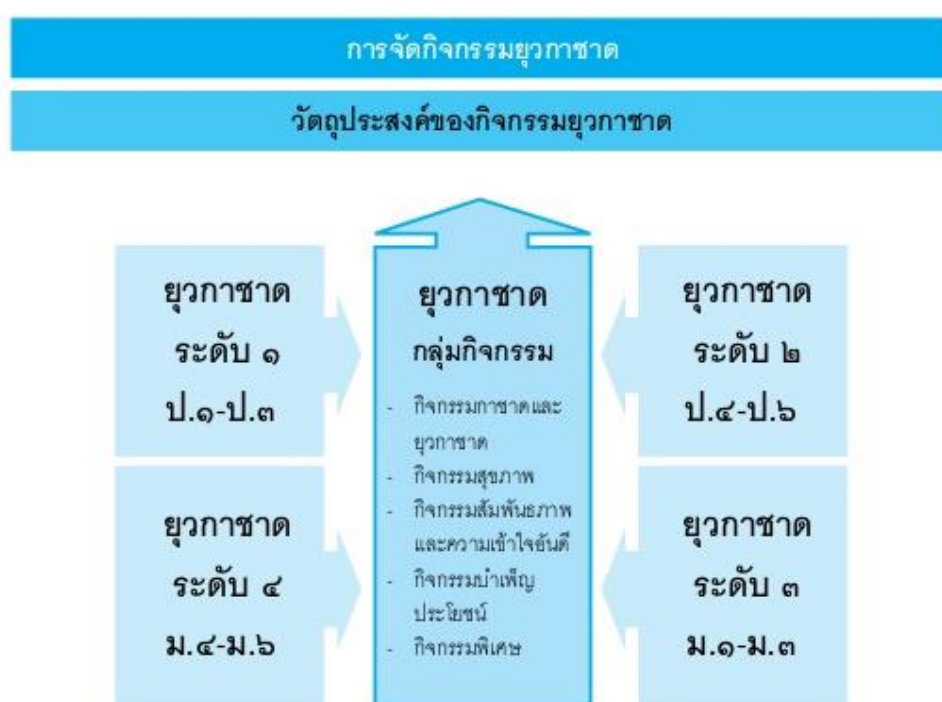 การจัดกิจกรรมยุวกาชาด
วัตถุประสงค์ของกิจกรรมยุวกาชาด
ยุวกาชาด
ระดับ ๑
ป.๑-ป.๓
ยุวกาชาด
กลุ่มกิจกรรม
- กิจกรรมกาชาดและ
ยุวกาชาด
- กิจกรรมสุขภาพ
- กิจกรรมสัมพันธภาพ
และความเข้าใจอันดี
- กิจกรรมบำเพ็ญ
ประโยชน์
- กิจกรรมพิเศษ
ยุวกาชาด
ระดับ ๒
ป.๔-ป.๖
ยุวกาชาด
ระดับ ๔
ม.๔-ม.๖
ยุวกาชาด
ระดับ ๓
ม.๑-ม.๓